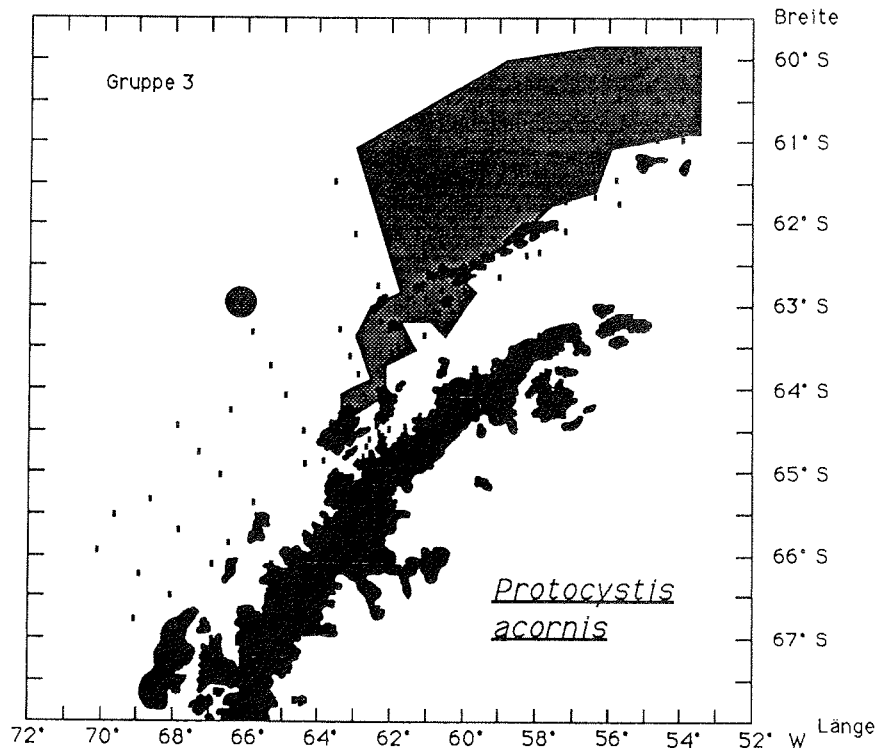 Breite
72°
60° S
Gruppe 3
61° S
62° S
63° S
64° S
65° S
66° S
Protocystis
acornis
67° S
72° 70° 68° 66° 64° 62° 60° 58° 56° 54° 52° W Länge